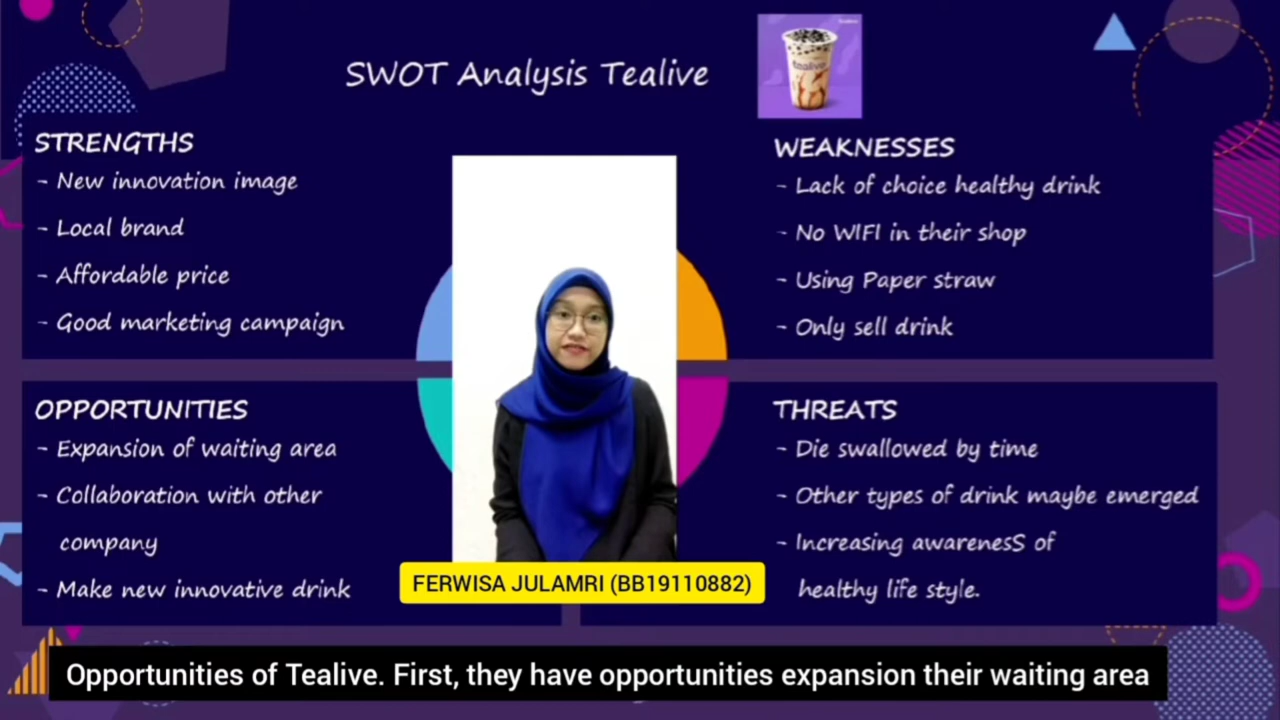 SWOT Analysis Tealive
tealive
STRENGTHS
- New innovation image
- Local brand
- Affordable price
- Good marketing campaign
WEAKNESSES
- Lack of choice healthy drink
- No WIFI in their shop
- Using Paper straw
- Only sell drink
OPPORTUNITIES
- Expansion of waiting area
- Collaboration with other
company
- Make new innovative drink
THREATS
- Die swallowed by time
- Other types of drink maybe emerged
- Increasing awarenesS of
healthy life style.
FERWISA JULAMRI (BB19110882)
Opportunities of Tealive. First, they have opportunities expansion their waiting area